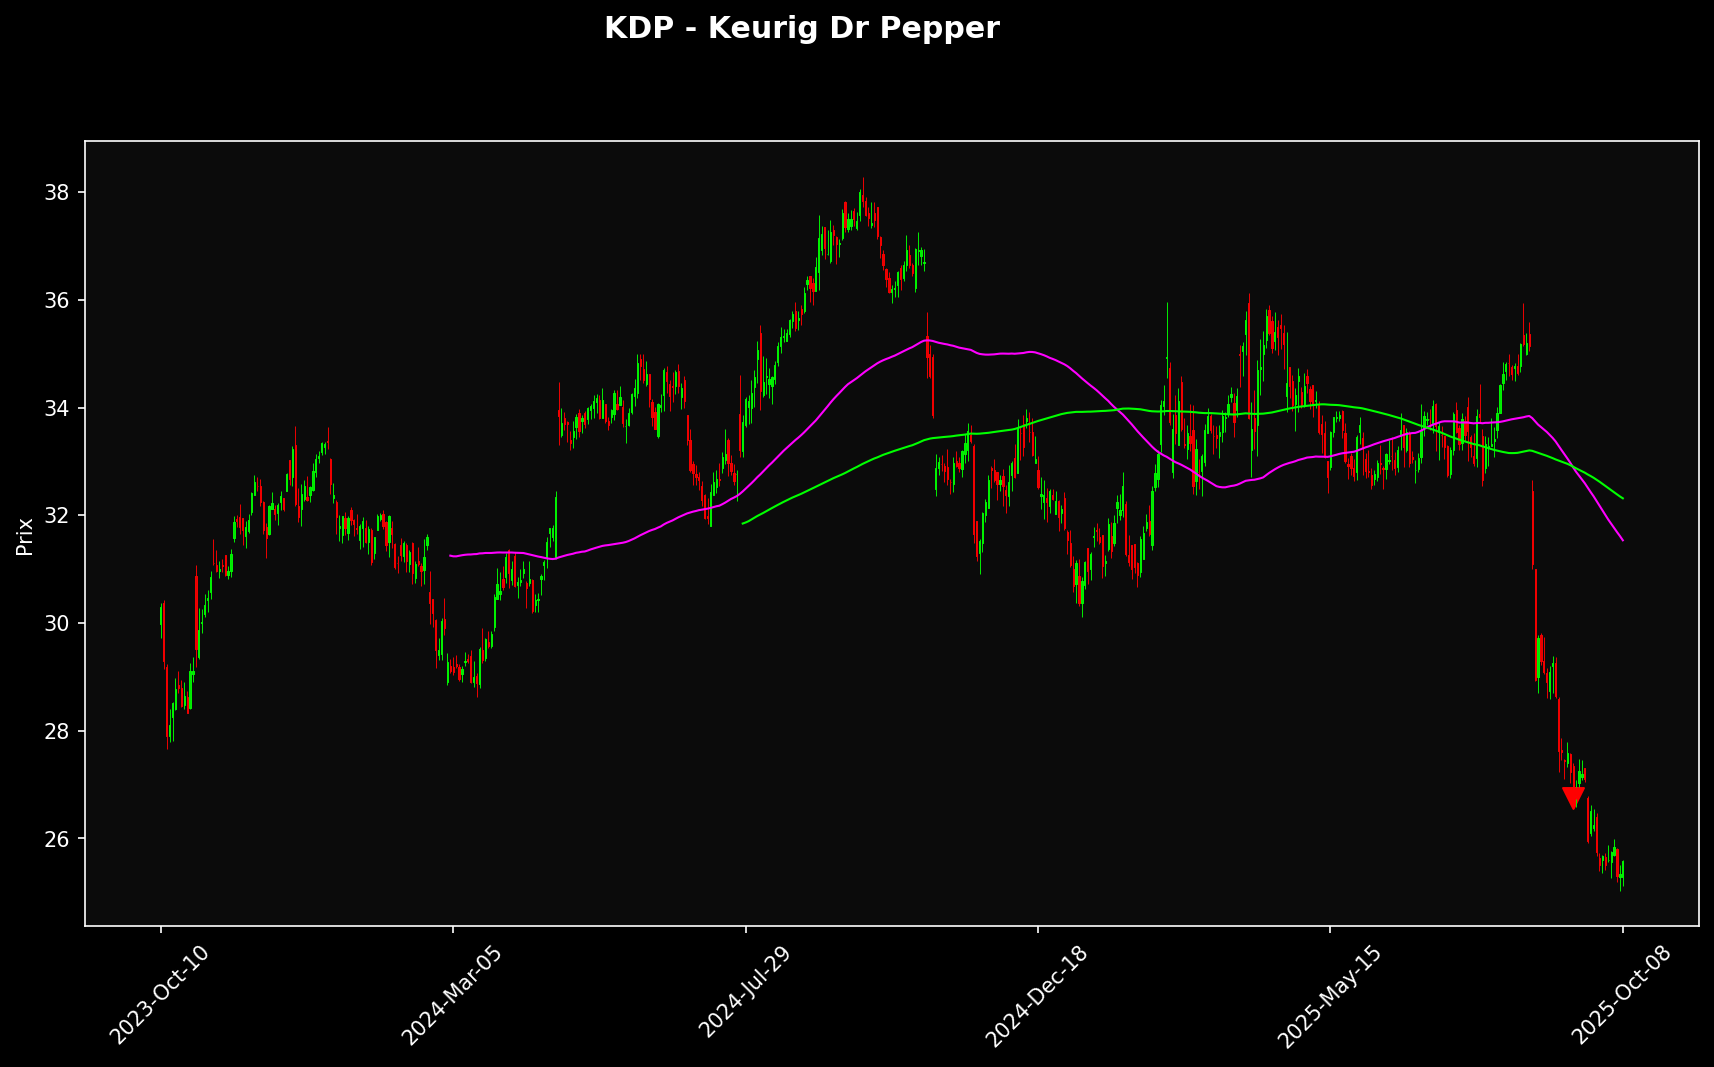 KDP - Keurig Dr Pepper
Prix
38
36
34
32
30
28
26
2023-Oct-10
2024-Mar-05
2024-Jul-29
2024-Dec-18
2025-May-15
2025-Oct-08